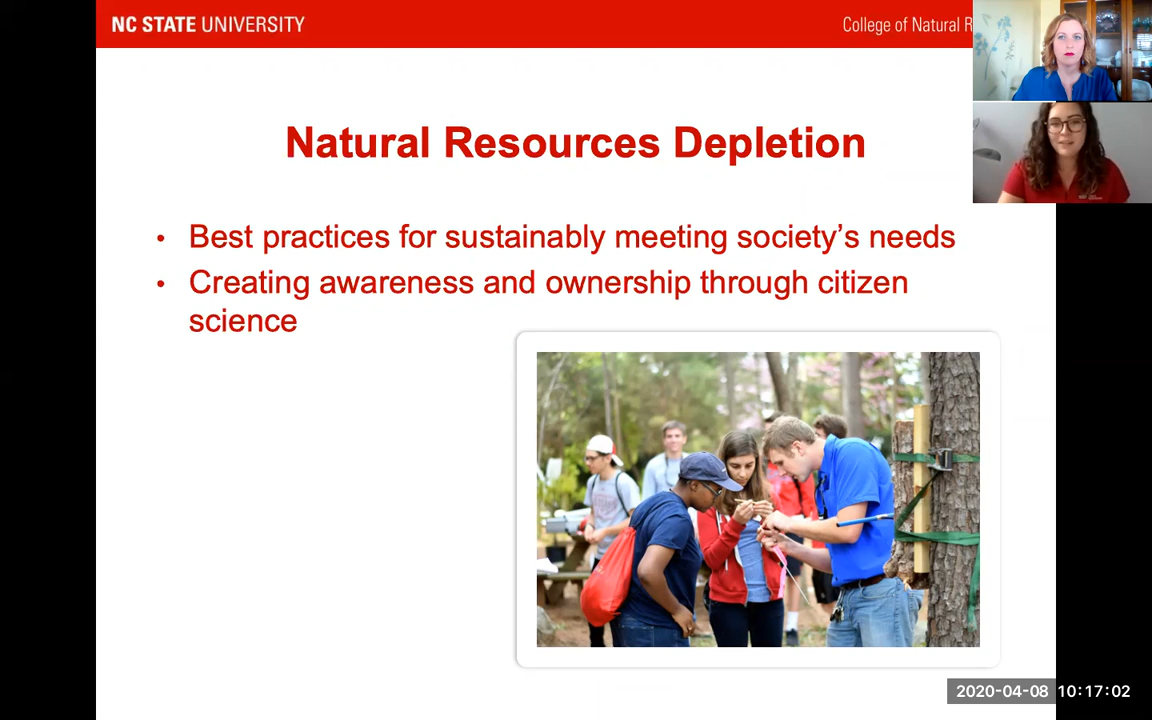 NC STATE UNIVERSITY
College of Natural R
Natural Resources Depletion
• Best practices for sustainably meeting society’s needs
• Creating awareness and ownership through citizen
science
2020-04-08 10:17:02